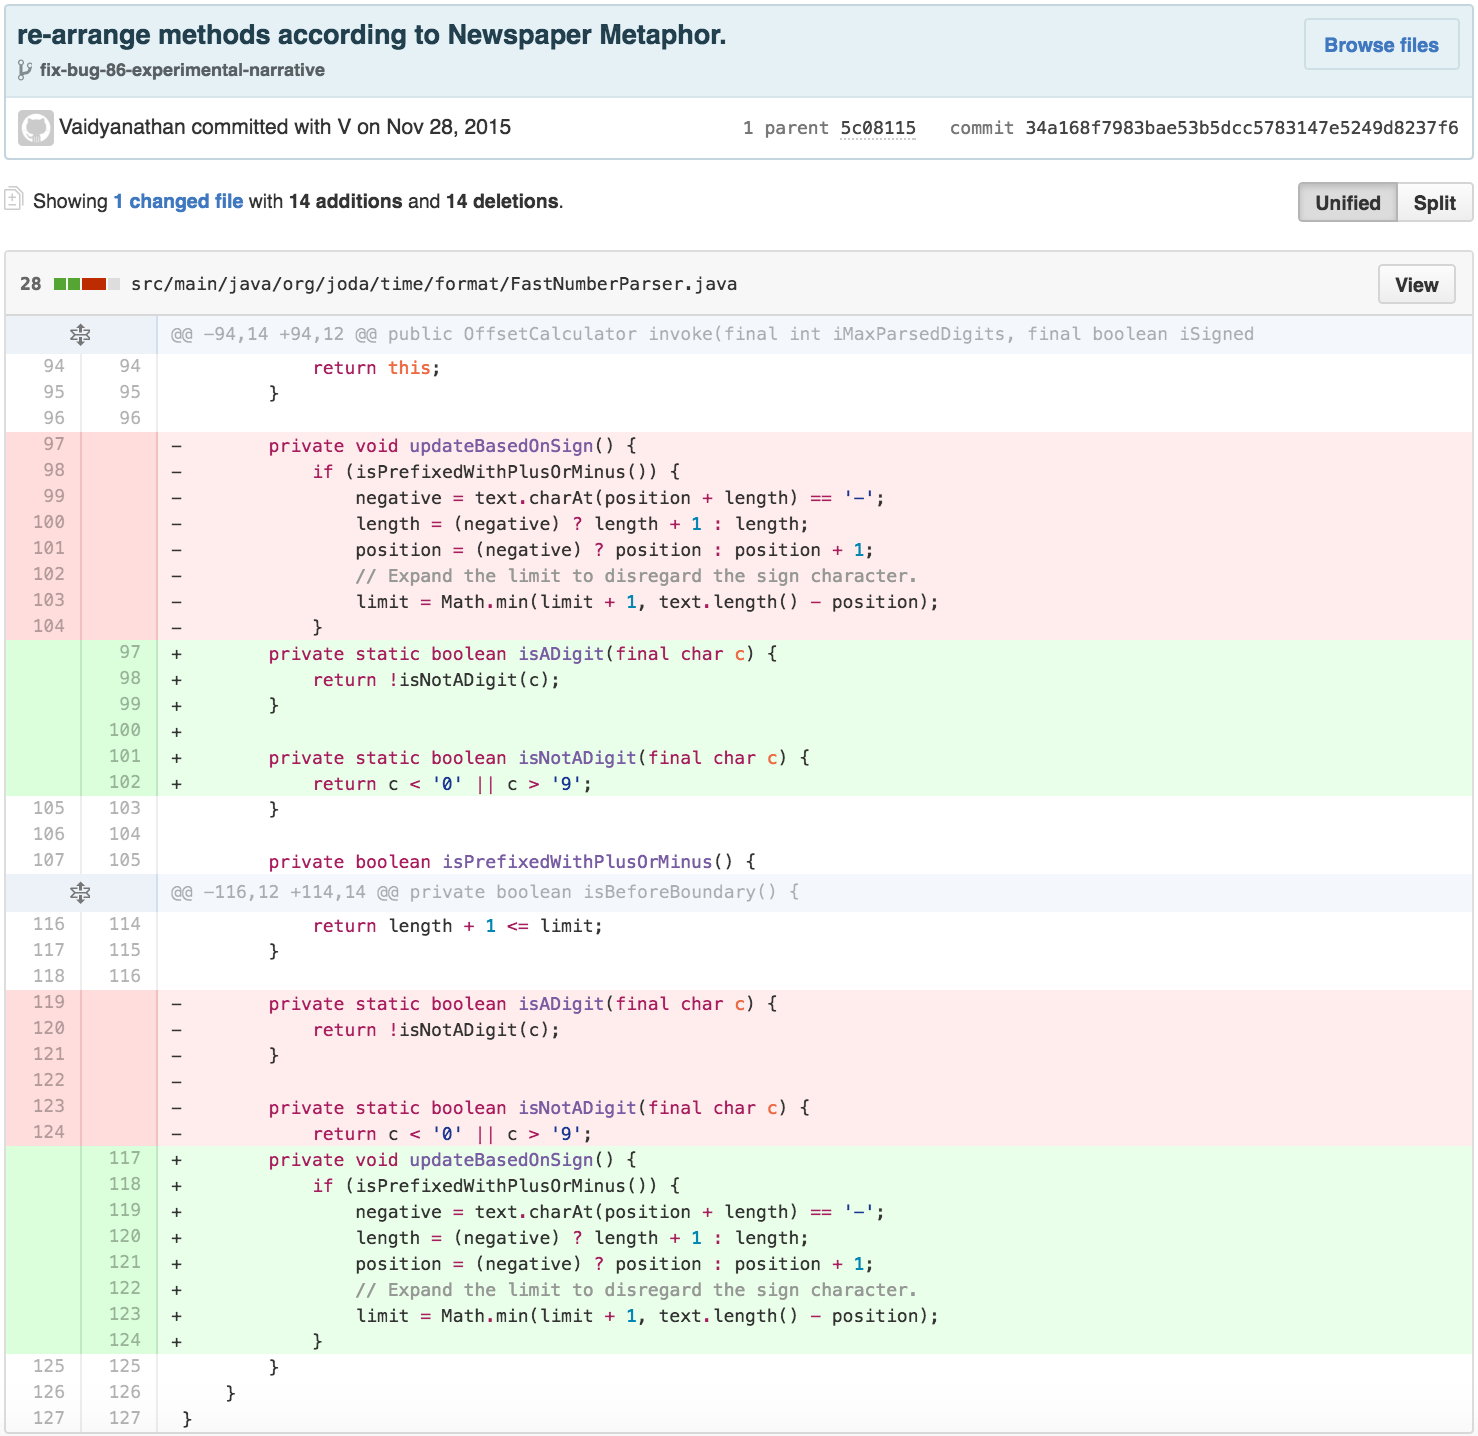 re-arrange methods according to Newspaper Metaphor.
Browse files
fix-bug-86-experimental-narrative
Vaidyanathan committed with V on Nov 28, 2015 1 parent 5c08115 commit 34a168f7983bae53b5dcc5783147e5249d8237f6
Showing 1 changed file with 14 additions and 14 deletions. Unified Split
28 src/main/java/org/joda/time/format/FastNumberParser.java View
@@ -94,14 +94,12 @@ public OffsetCalculator invoke(final int iMaxParsedDigits, final boolean iSigned
94 94 return this;
95 95 }
96 96
97 - private void updateBasedOnSign() {
98 - if (isPrefixedWithPlusOrMinus()) {
99 - negative = text.charAt(position + length) == '-';
100 - length = (negative) ? length + 1 : length;
101 - position = (negative) ? position : position + 1;
102 - // Expand the limit to disregard the sign character.
103 - limit = Math.min(limit + 1, text.length() - position);
104 - }
97 + private static boolean isADigit(final char c) {
98 + return !isNotADigit(c);
99 + }
100 +
101 + private static boolean isNotADigit(final char c) {
102 + return c < '0' || c > '9';
105 103 }
106 104
107 105 private boolean isPrefixedWithPlusOrMinus() {
@@ -116,12 +114,14 @@ private boolean isBeforeBoundary() {
116 114 return length + 1 <= limit;
117 115 }
118 116
119 - private static boolean isADigit(final char c) {
120 - return !isNotADigit(c);
121 - }
122 -
123 - private static boolean isNotADigit(final char c) {
124 - return c < '0' || c > '9';
117 + private void updateBasedOnSign() {
118 + if (isPrefixedWithPlusOrMinus()) {
119 + negative = text.charAt(position + length) == '-';
120 + length = (negative) ? length + 1 : length;
121 + position = (negative) ? position : position + 1;
122 + // Expand the limit to disregard the sign character.
123 + limit = Math.min(limit + 1, text.length() - position);
124 + }
125 125 }
126 126 }
127 127 }